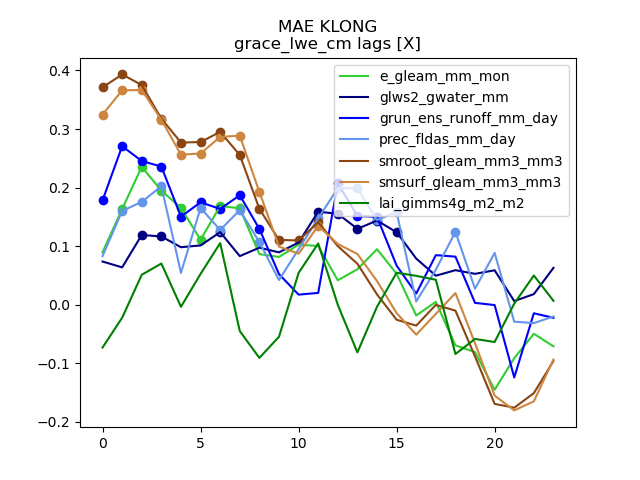 MAE KLONG
grace_lwe_cm lags [X]
e_gleam_mm_mon
glws2_gwater_mm
grun_ens_runoff_mm_day
prec_fldas_mm_day
smroot_gleam_mm3_mm3
smsurf_gleam_mm3_mm3
lai_gimms4g_m2_m2
0.4
0.3
0.2
0.1
0.0
−0.1
−0.2
0 5 10 15 20